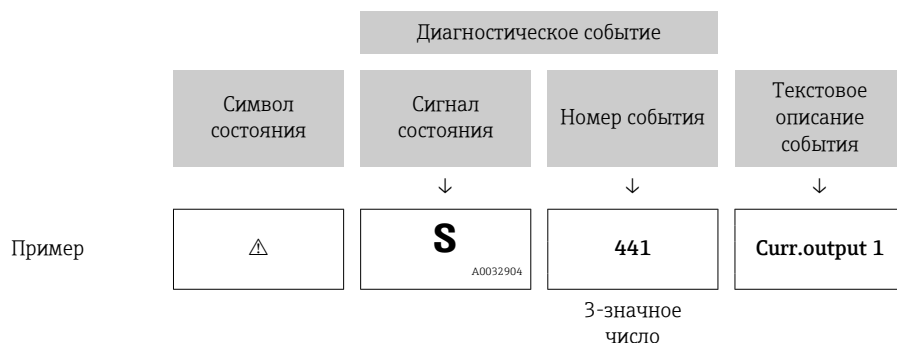 Диагностическое событие
Символ
состояния
Сигнал
состояния
Номер события
Текстовое
описание
события
↓ ↓ ↓
Пример
⚠
S
A0032904
441
Curr.output 1
3-значное
число